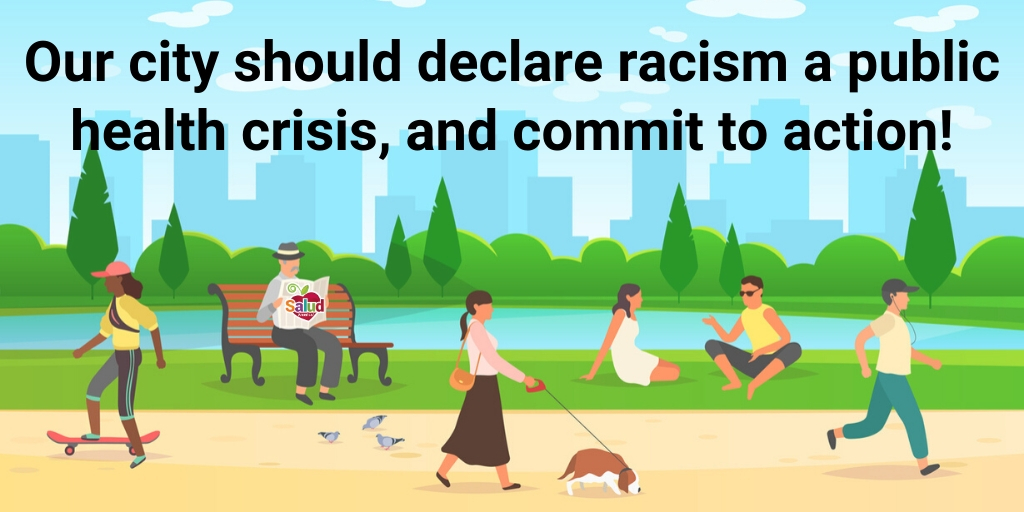 Our city should declare racism a public
health crisis, and commit to action!
Salud